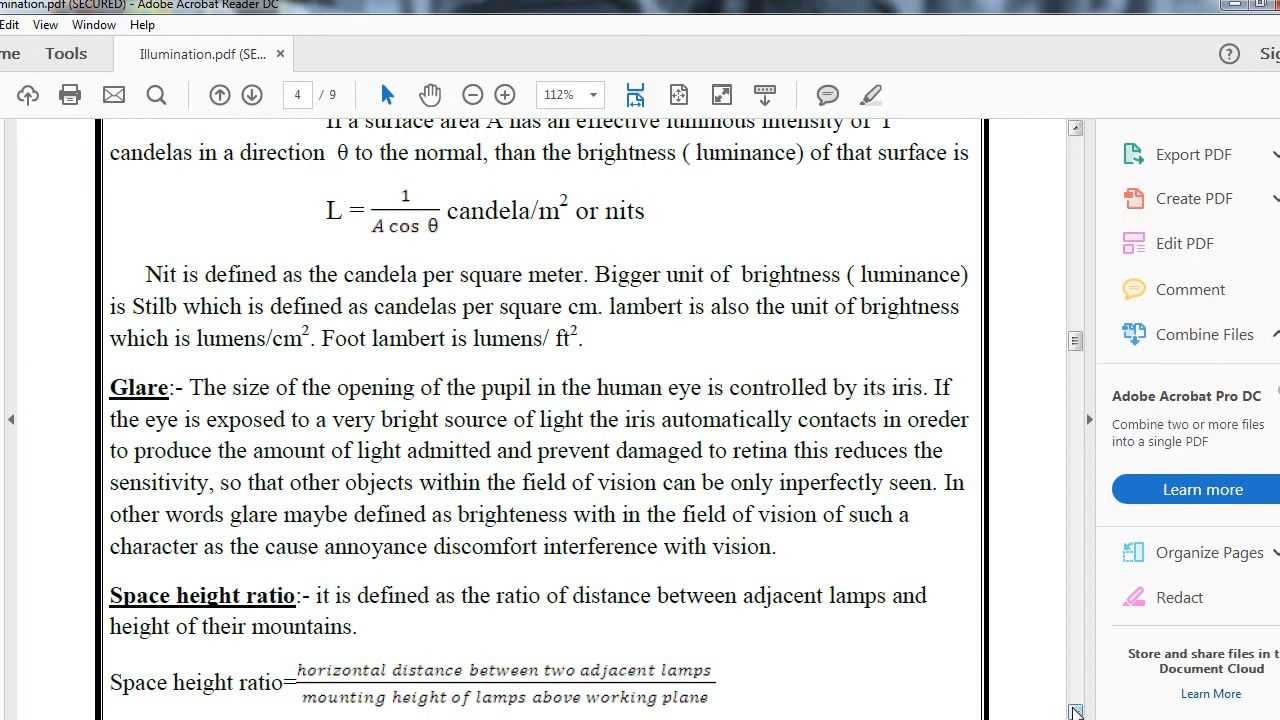 mination.pdf (SECURED) - Adobe Acrobat Reader DC
Edit View Window Help
me Tools Illumination.pdf (SE... × ? Sig
4 / 9 112%
If a surface area A has an effective luminous intensity of 1
candelas in a direction θ to the normal, than the brightness ( luminance) of that surface is
L = 1 / A cos θ candela/m² or nits
Nit is defined as the candela per square meter. Bigger unit of brightness ( luminance)
is Stilb which is defined as candelas per square cm. lambert is also the unit of brightness
which is lumens/cm². Foot lambert is lumens/ ft².
Glare:- The size of the opening of the pupil in the human eye is controlled by its iris. If
the eye is exposed to a very bright source of light the iris automatically contacts in oreder
to produce the amount of light admitted and prevent damaged to retina this reduces the
sensitivity, so that other objects within the field of vision can be only inperfectly seen. In
other words glare maybe defined as brighteness with in the field of vision of such a
character as the cause annoyance discomfort interference with vision.
Space height ratio:- it is defined as the ratio of distance between adjacent lamps and
height of their mountains.
Space height ratio= horizontal distance between two adjacent lamps
mounting height of lamps above working plane
Export PDF
Create PDF
Edit PDF
Comment
Combine Files
Adobe Acrobat Pro DC
Combine two or more files
into a single PDF
Learn more
Organize Pages
Redact
Store and share files in t
Document Cloud
Learn More